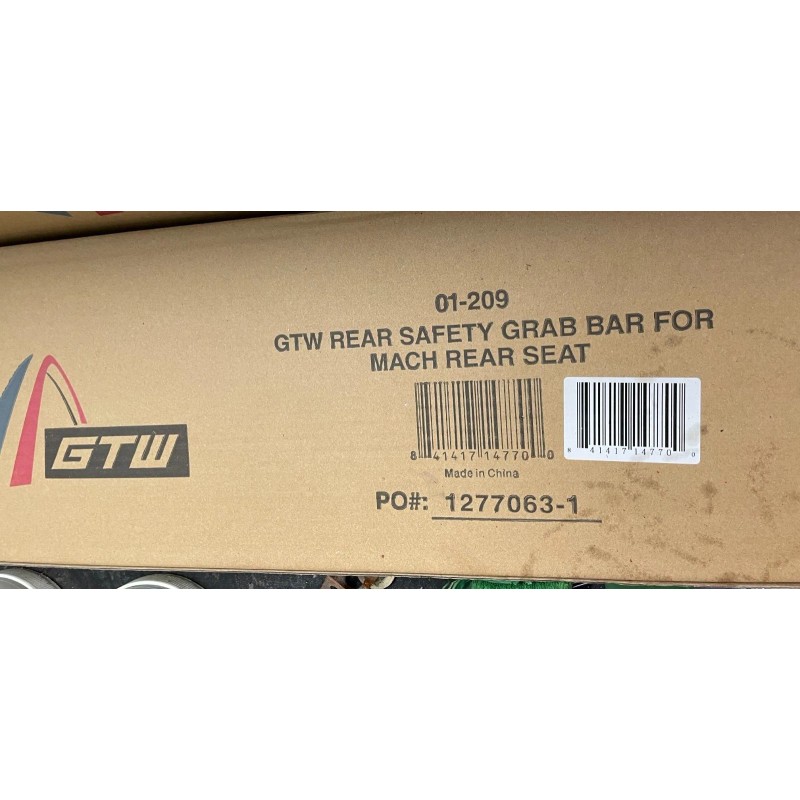 01-209
GTW REAR SAFETY GRAB BAR FOR
MACH REAR SEAT
GTW
8 41417 14770 0
8 41417 14770 0
Made in China
PO#: 1277063-1